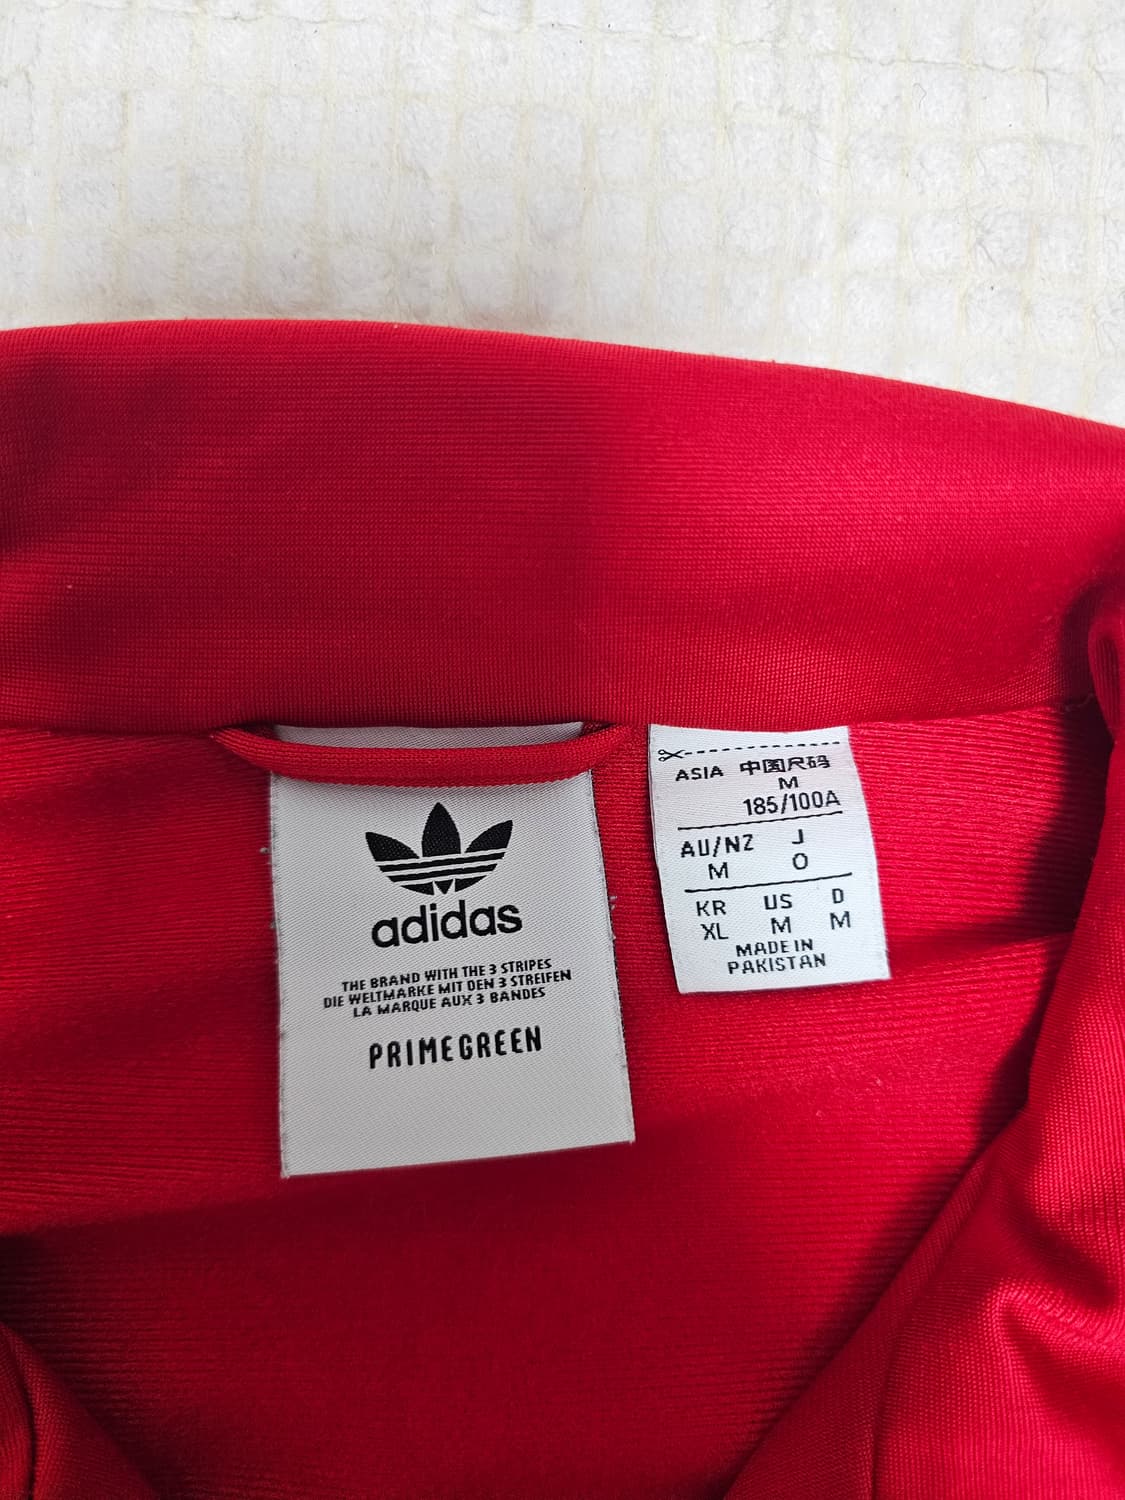 adidas
THE BRAND WITH THE 3 STRIPES
DIE WELTMARKE MIT DEN 3 STREIFEN
LA MARQUE AUX 3 BANDES
PRIMEGREEN
ASIA 中国尺码
M
185/100A
AU/NZ J
M O
KR US D
XL M M
MADE IN
PAKISTAN